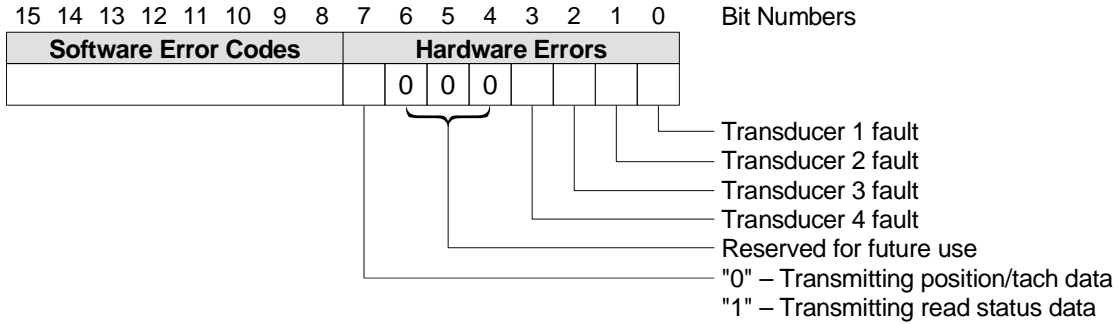 15 14 13 12 11 10 9 8 7 6 5 4 3 2 1 0 Bit Numbers
Software Error Codes Hardware Errors
0 0 0
Transducer 1 fault
Transducer 2 fault
Transducer 3 fault
Transducer 4 fault
Reserved for future use
"0" – Transmitting position/tach data
"1" – Transmitting read status data